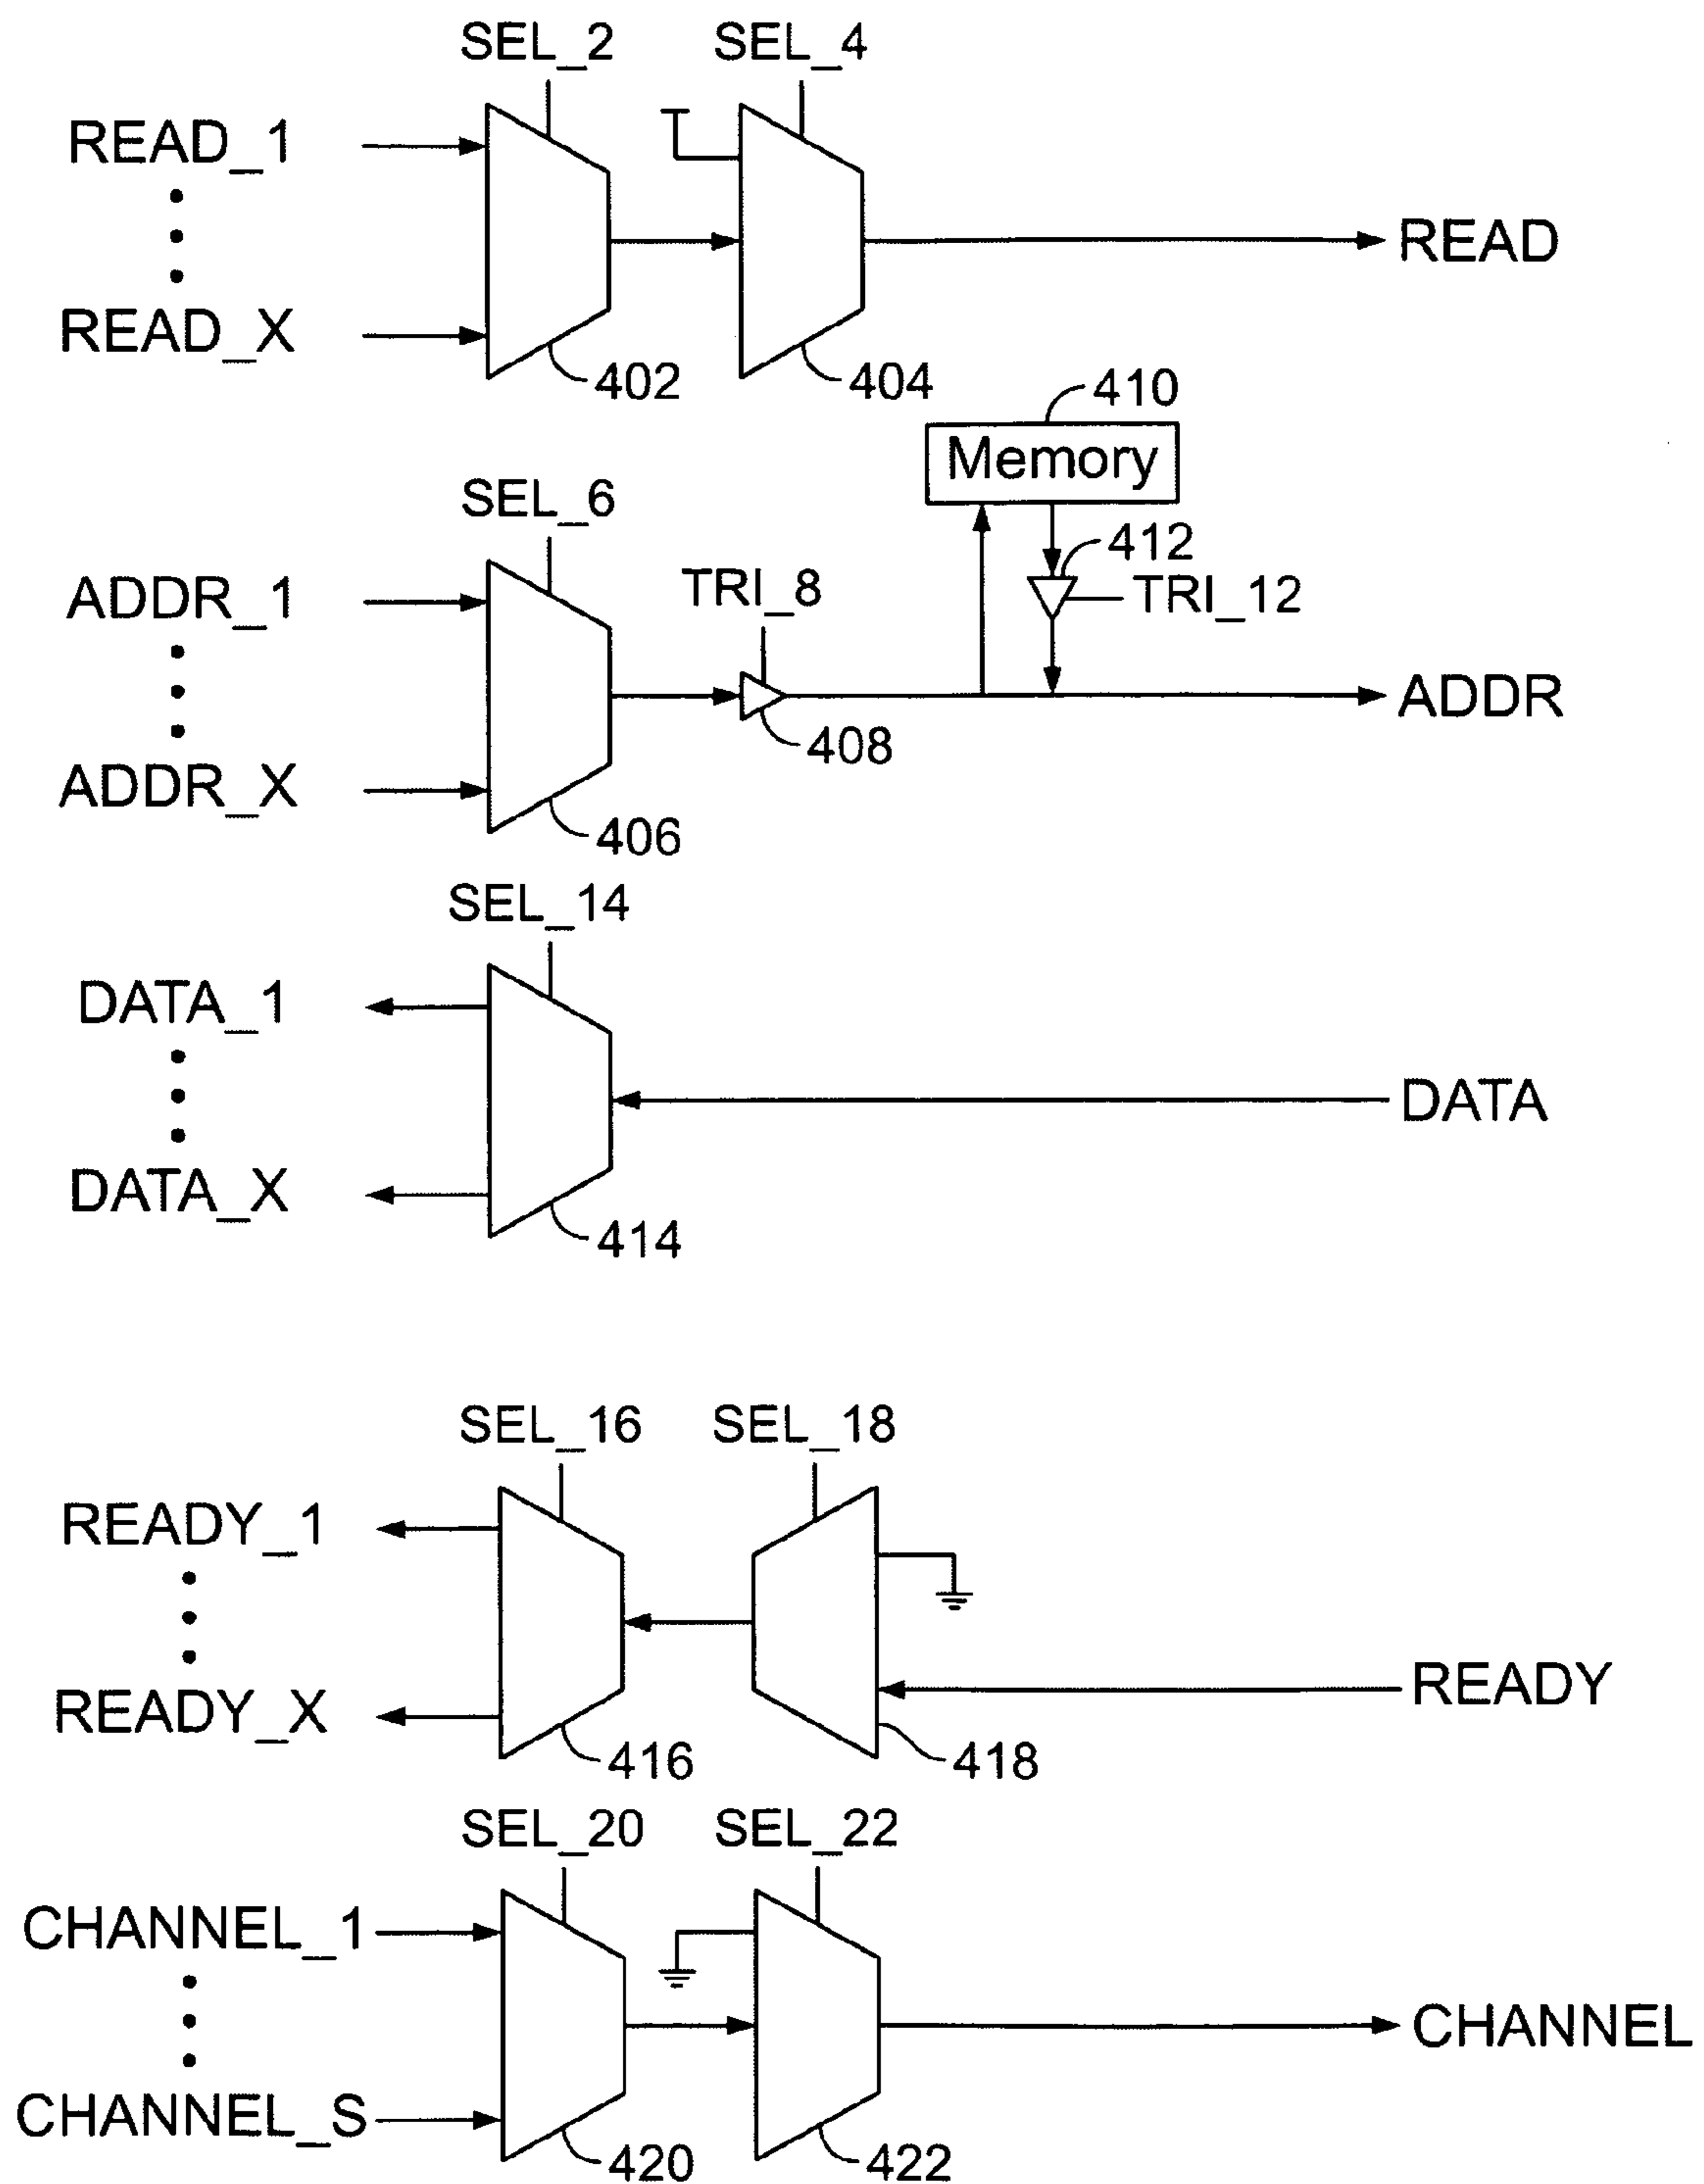 SEL_2 SEL_4
READ_1
READ
READ_X
402 404
410
Memory
SEL_6
412
TRI_8 TRI_12
ADDR_1
ADDR
408
ADDR_X
406
SEL_14
DATA_1
DATA
DATA_X
414
SEL_16 SEL_18
READY_1
READY
READY_X
416 418
SEL_20 SEL_22
CHANNEL_1
CHANNEL
CHANNEL_S
420 422